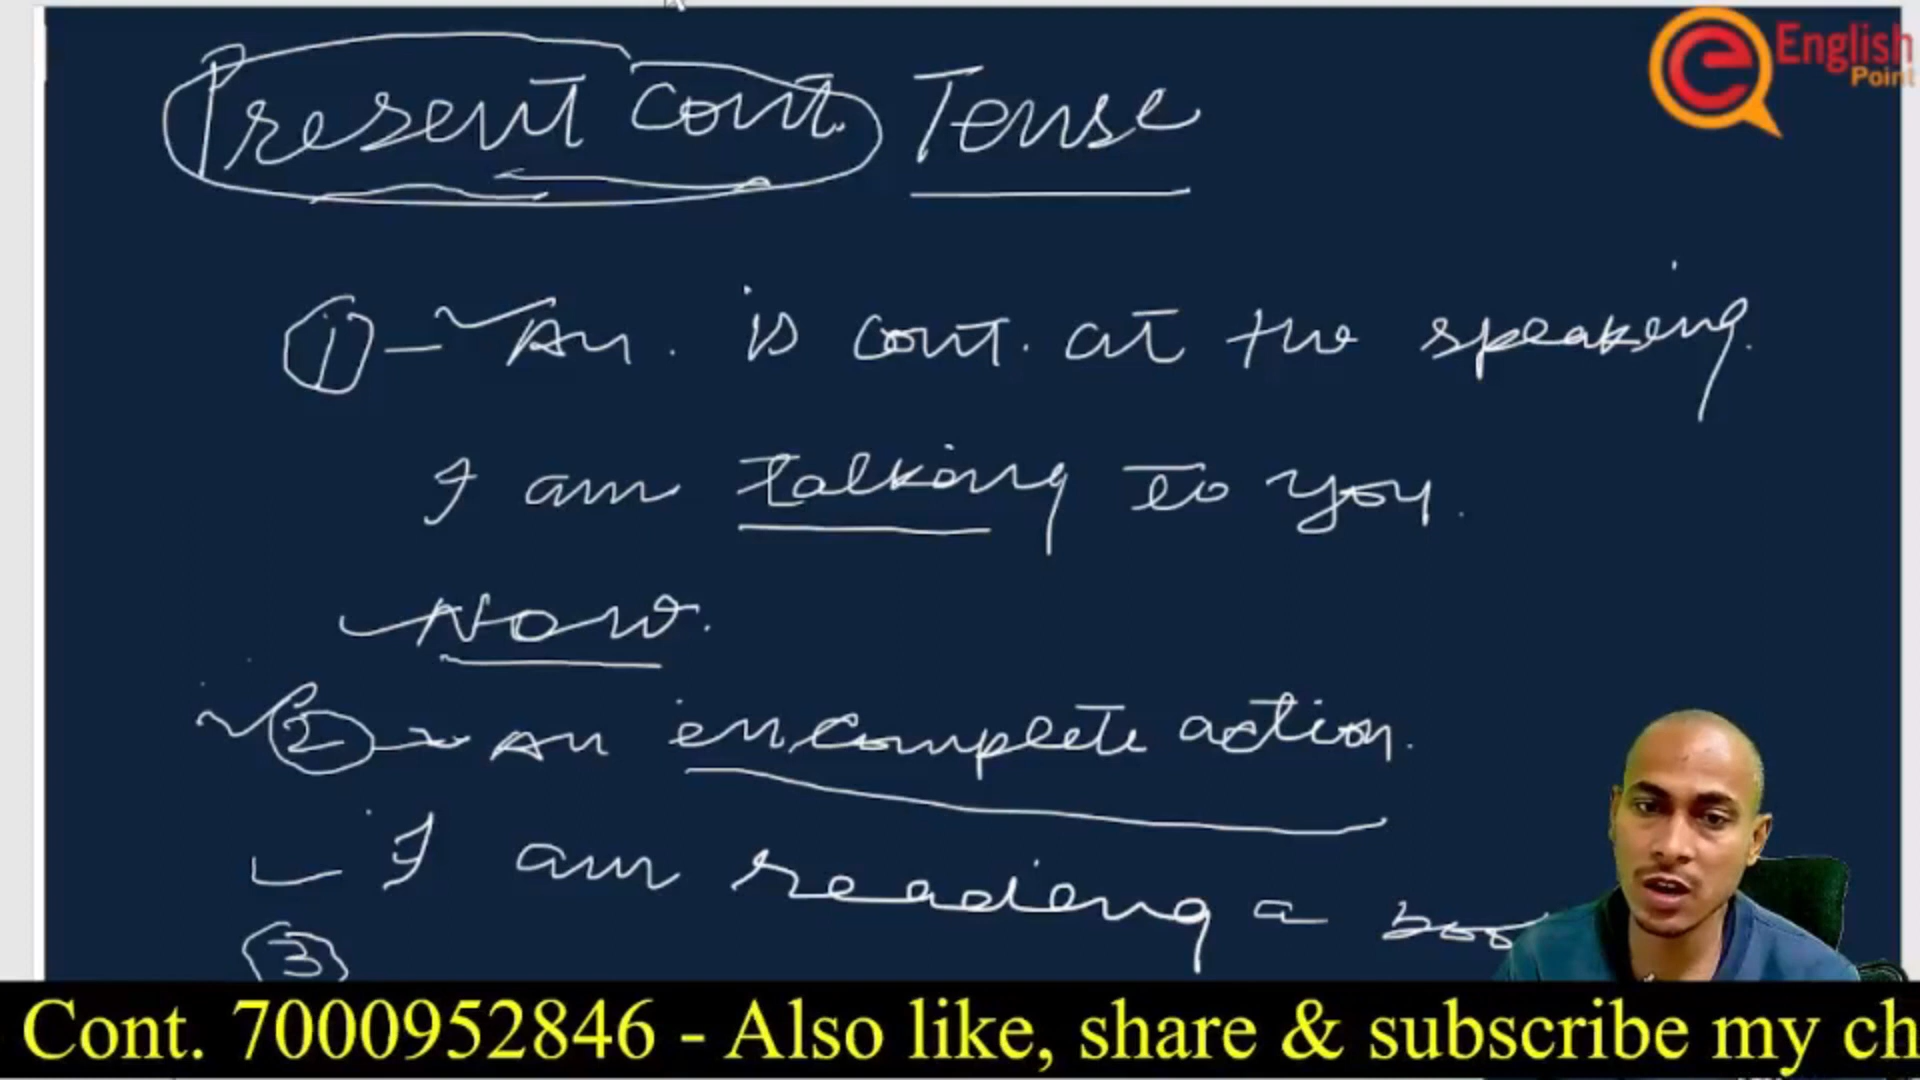 English
Point
Present Cont. Tense
1 - An. is cont. at the speaking.
I am talking to you.
Now.
2 - An incomplete action.
I am reading a boo
3
Cont. 7000952846 - Also like, share & subscribe my ch